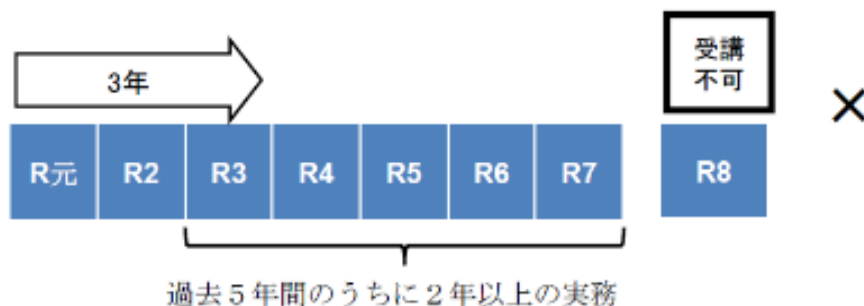 受講
不可
3年
×
R元 R2 R3 R4 R5 R6 R7 R8
過去５年間のうちに２年以上の実務